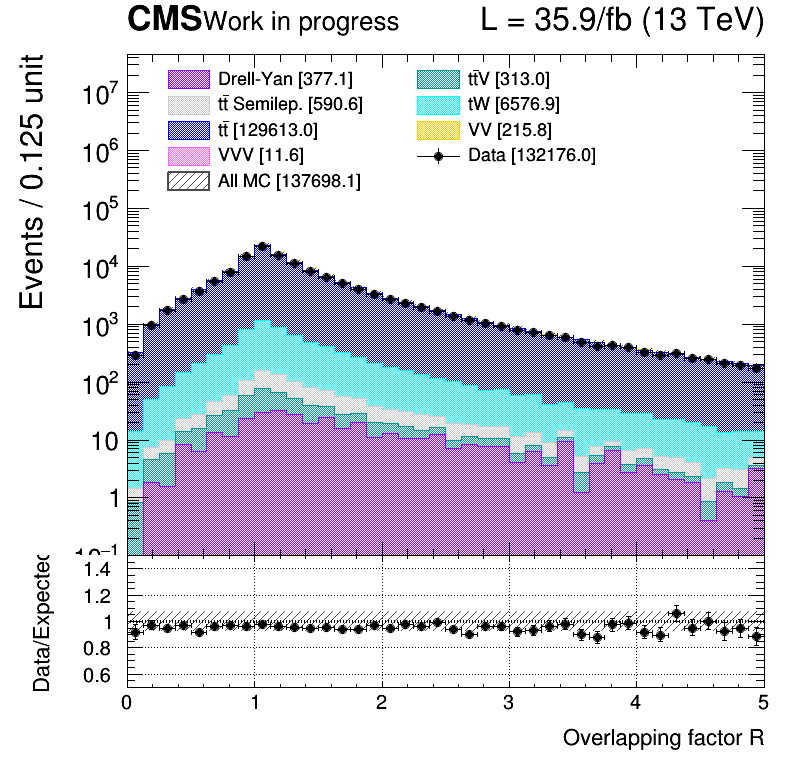 CMS Work in progress L = 35.9/fb (13 TeV)
Events / 0.125 unit
Drell-Yan [377.1]
tt̄ Semilep. [590.6]
tt̄ [129613.0]
VVV [11.6]
All MC [137698.1]
tt̄V [313.0]
tW [6576.9]
VV [215.8]
Data [132176.0]
10⁷
10⁶
10⁵
10⁴
10³
10²
10
1
10⁻¹
Data/Expected
1.4
1.2
1
0.8
0.6
0 1 2 3 4 5
Overlapping factor R